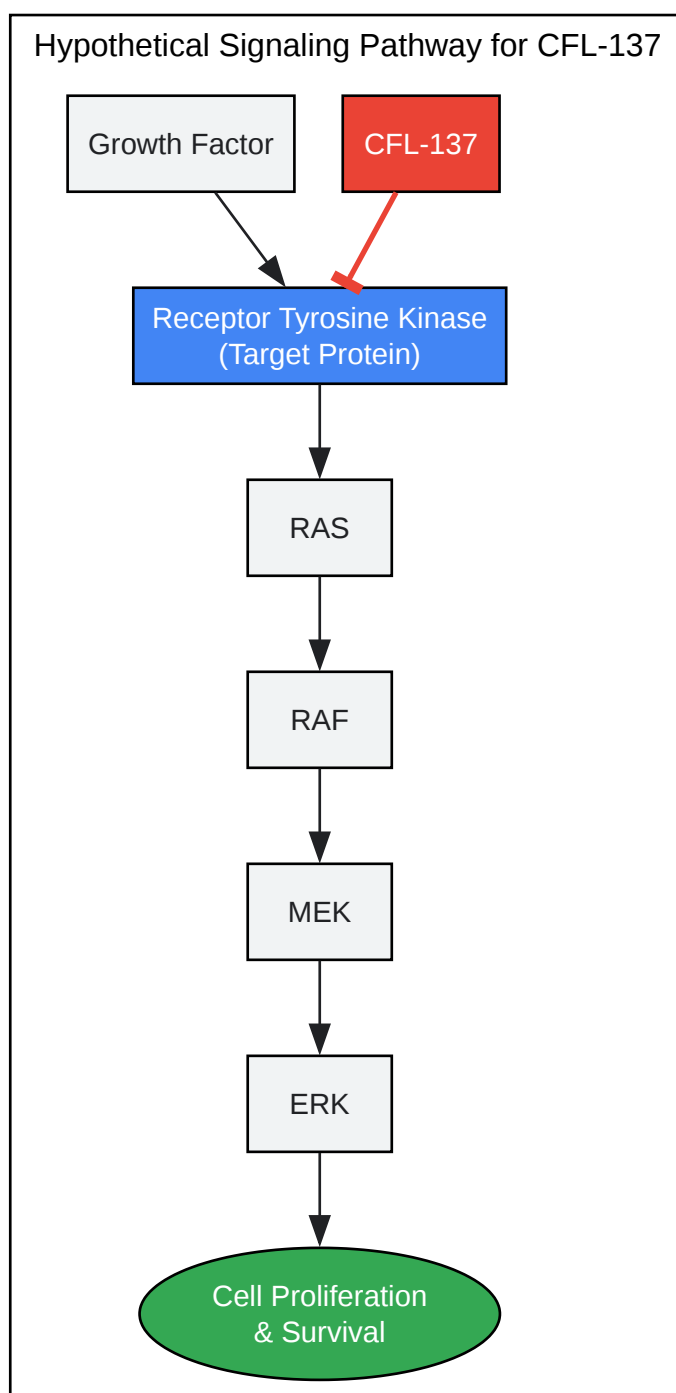 Hypothetical Signaling Pathway for CFL-137
Growth Factor
CFL-137
Receptor Tyrosine Kinase
(Target Protein)
RAS
RAF
MEK
ERK
Cell Proliferation
& Survival